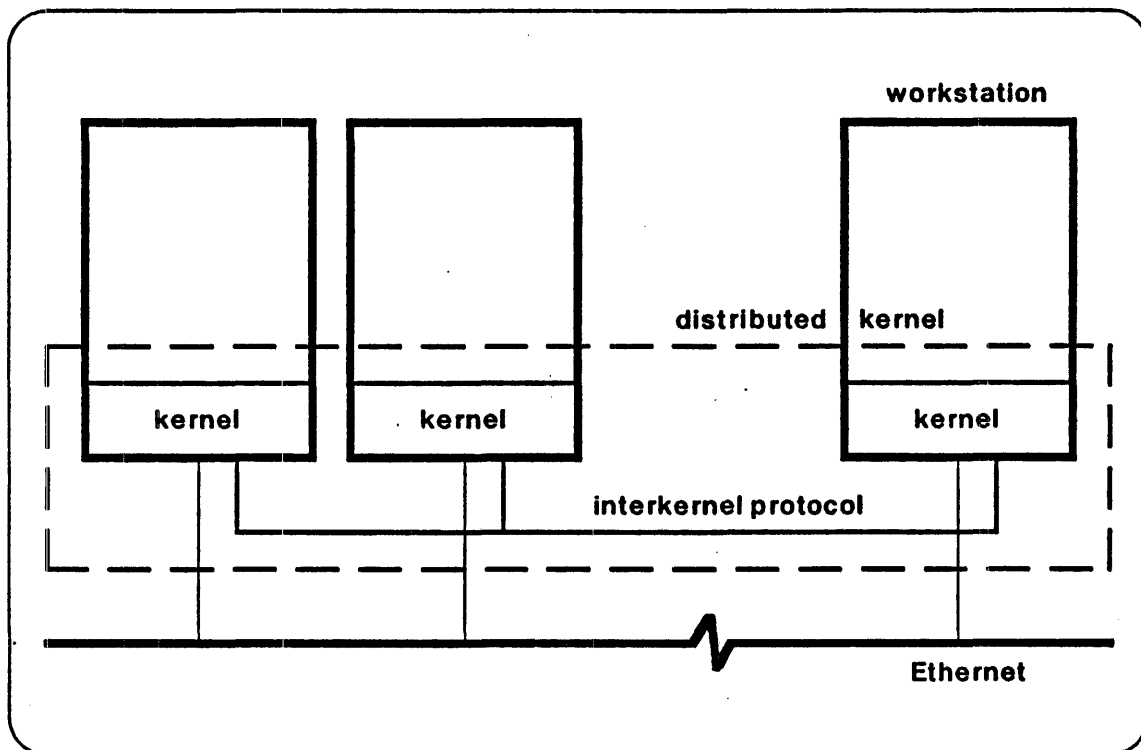 workstation
distributed kernel
kernel kernel kernel
interkernel protocol
Ethernet